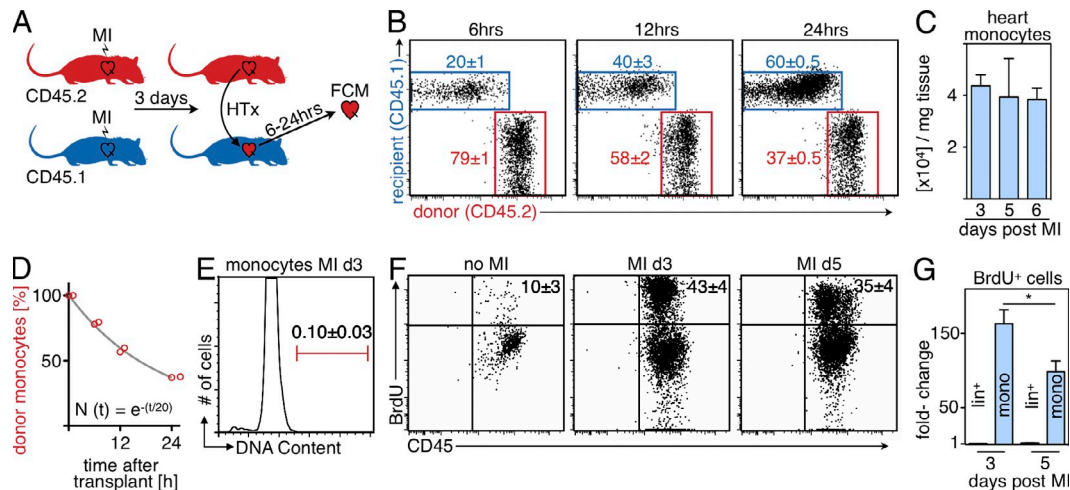 A
MI
CD45.2
3 days
HTx
6-24hrs
FCM
MI
CD45.1
B
6hrs
12hrs
24hrs
recipient (CD45.1)
20±1
40±3
60±0.5
79±1
58±2
37±0.5
donor (CD45.2)
C
heart
monocytes
[x10⁴] / mg tissue
4
2
3 5 6
days post MI
D
donor monocytes [%]
100
50
N (t) = e-(t/20)
12 24
time after
transplant [h]
E
monocytes MI d3
0.10±0.03
# of cells
DNA Content
F
no MI
MI d3
MI d5
10±3
43±4
35±4
BrdU
CD45
G
BrdU⁺ cells
*
fold- change
150
50
1
lin⁺
mono
lin⁺
mono
3 5
days post MI